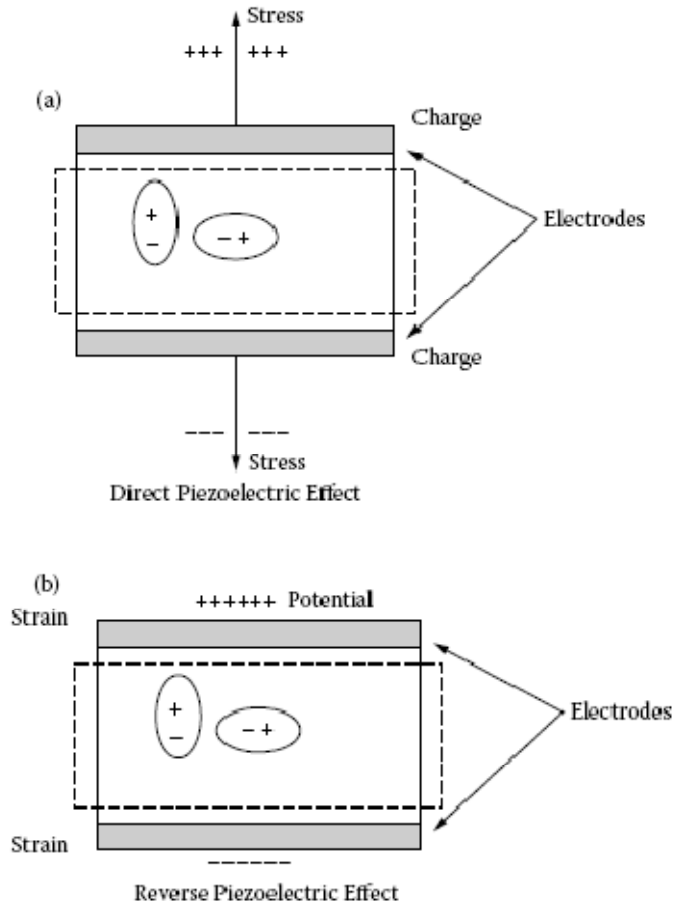 Stress
+++ +++
(a)
Charge
+
−
− +
Electrodes
Charge
−−− −−−
Stress
Direct Piezoelectric Effect
(b)
++++++ Potential
Strain
+
−
− +
Electrodes
Strain
−−−−−−
Reverse Piezoelectric Effect